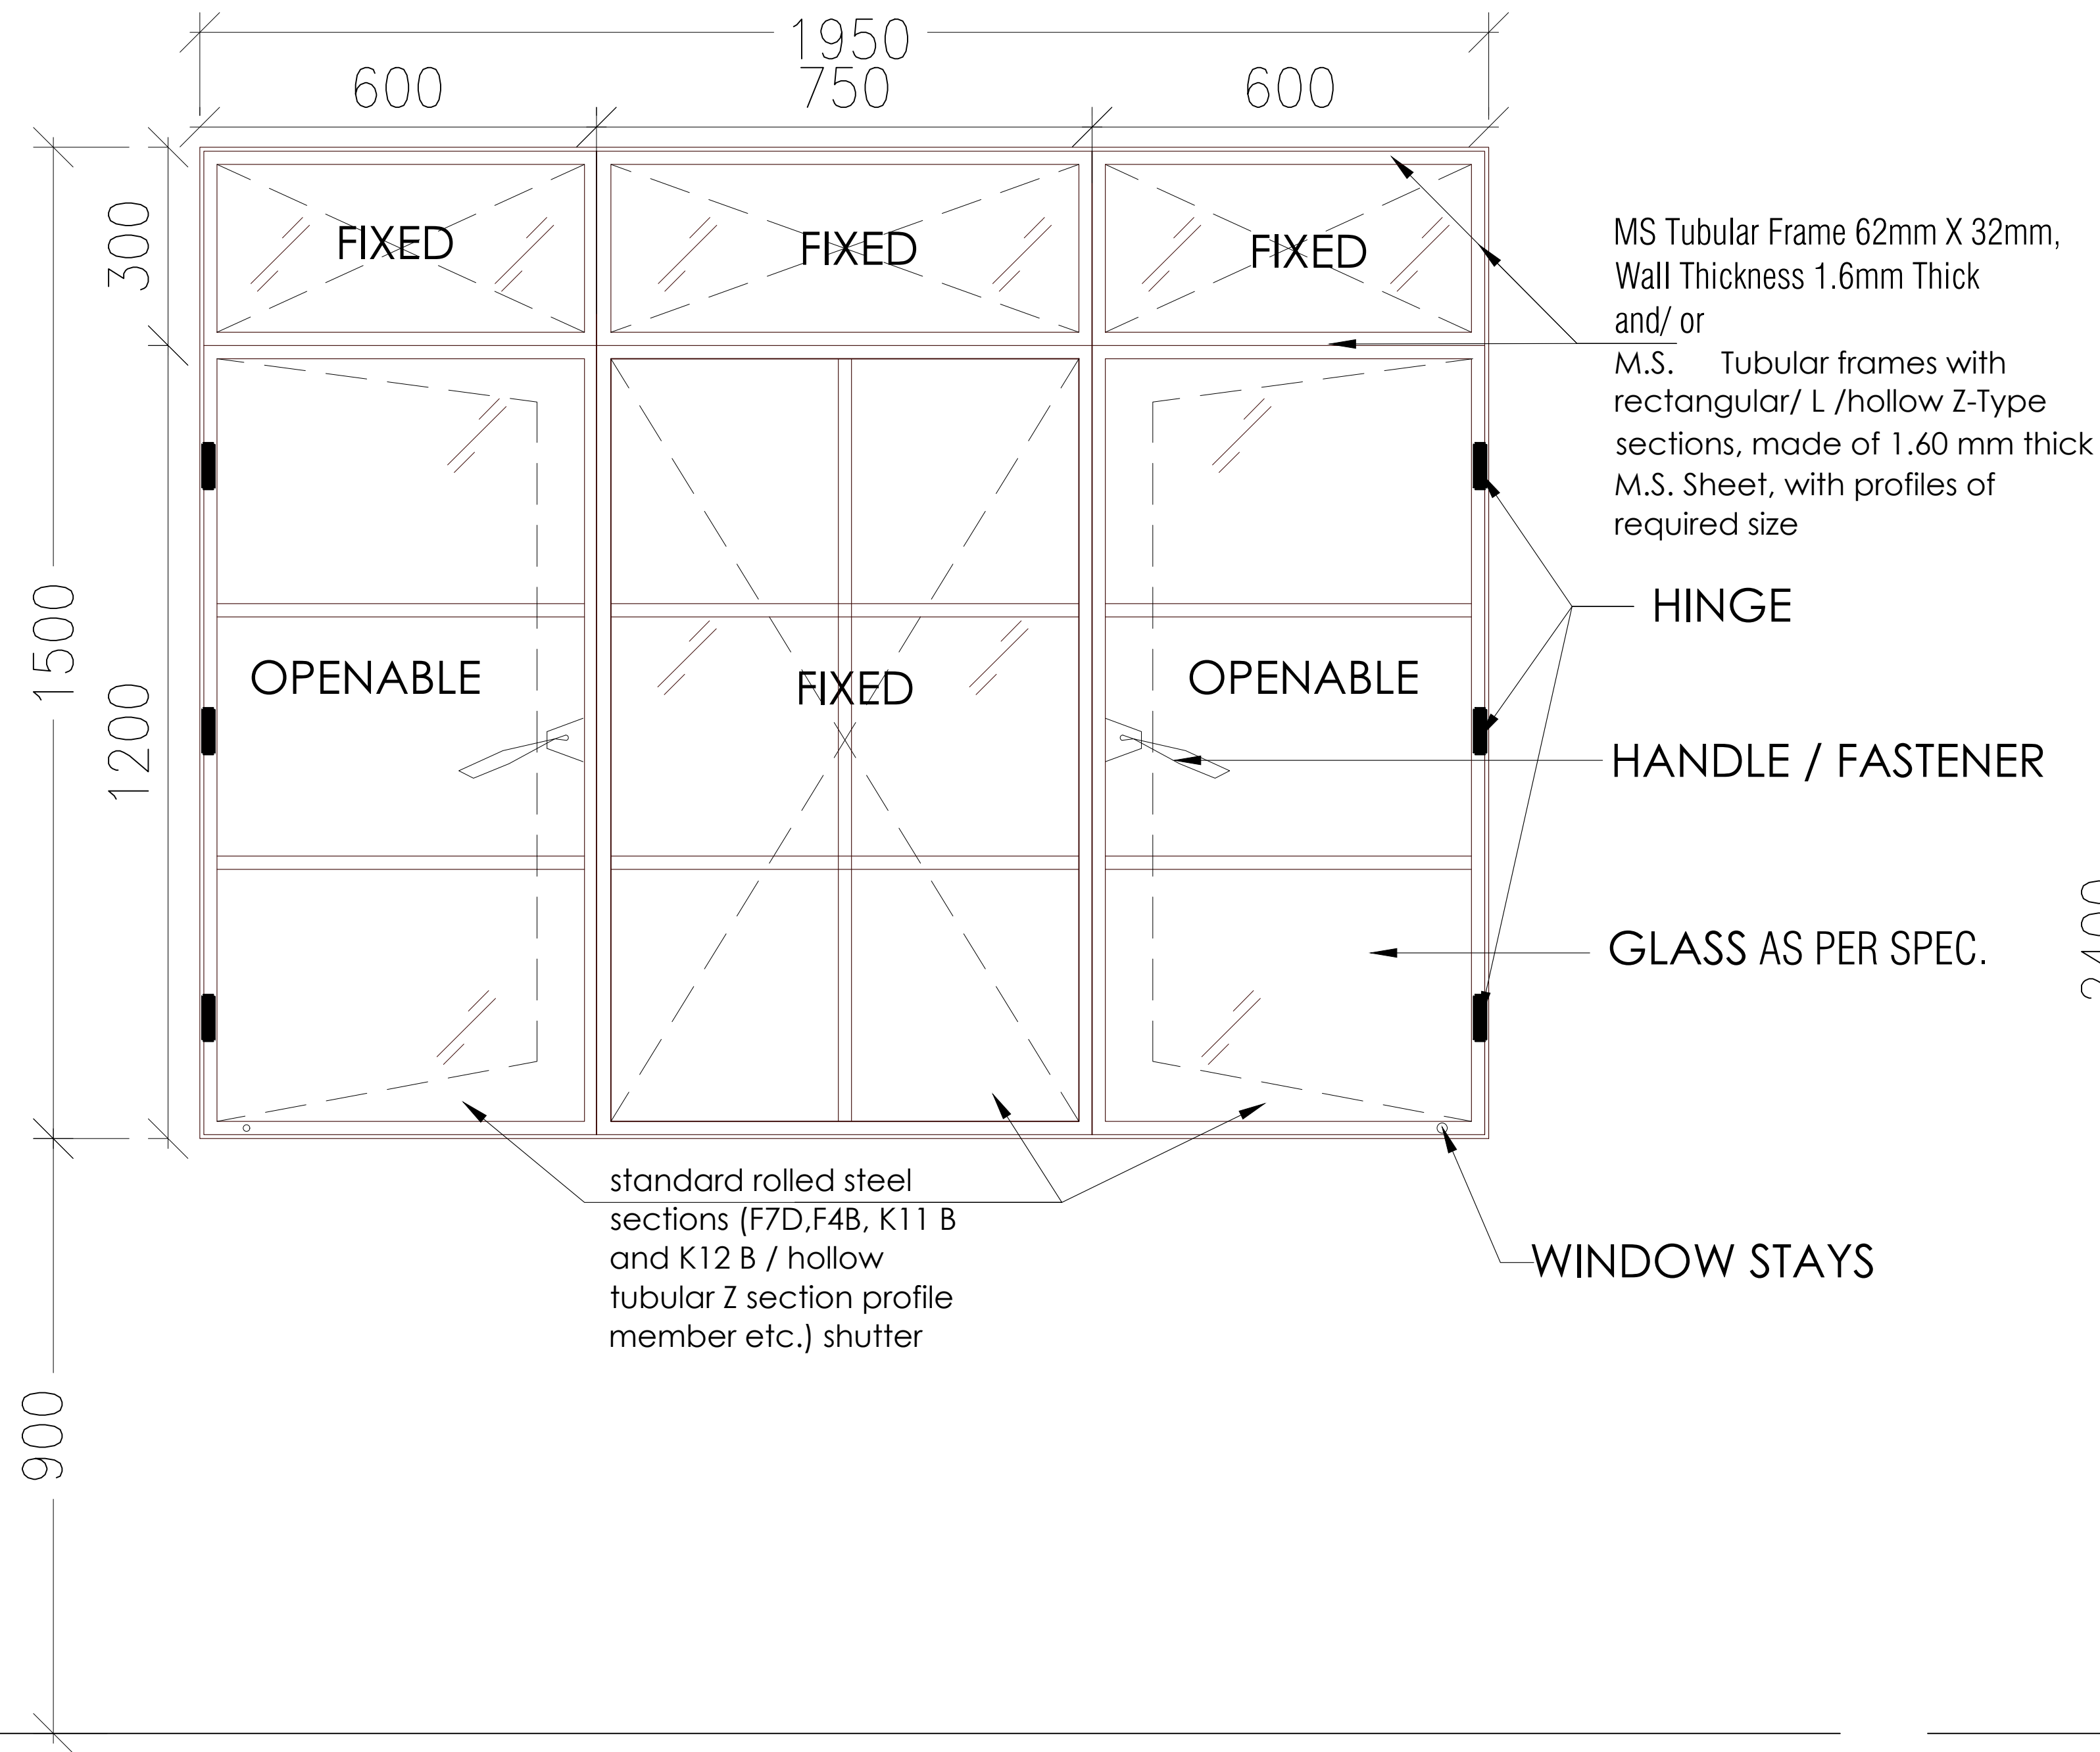 1950
600
750
600
300
1500
1200
900
FIXED
FIXED
FIXED
OPENABLE
FIXED
OPENABLE
MS Tubular Frame 62mm X 32mm,
Wall Thickness 1.6mm Thick
and/ or
M.S. Tubular frames with
rectangular/ L /hollow Z-Type
sections, made of 1.60 mm thick
M.S. Sheet, with profiles of
required size
HINGE
HANDLE / FASTENER
GLASS AS PER SPEC.
WINDOW STAYS
standard rolled steel
sections (F7D,F4B, K11 B
and K12 B / hollow
tubular Z section profile
member etc.) shutter